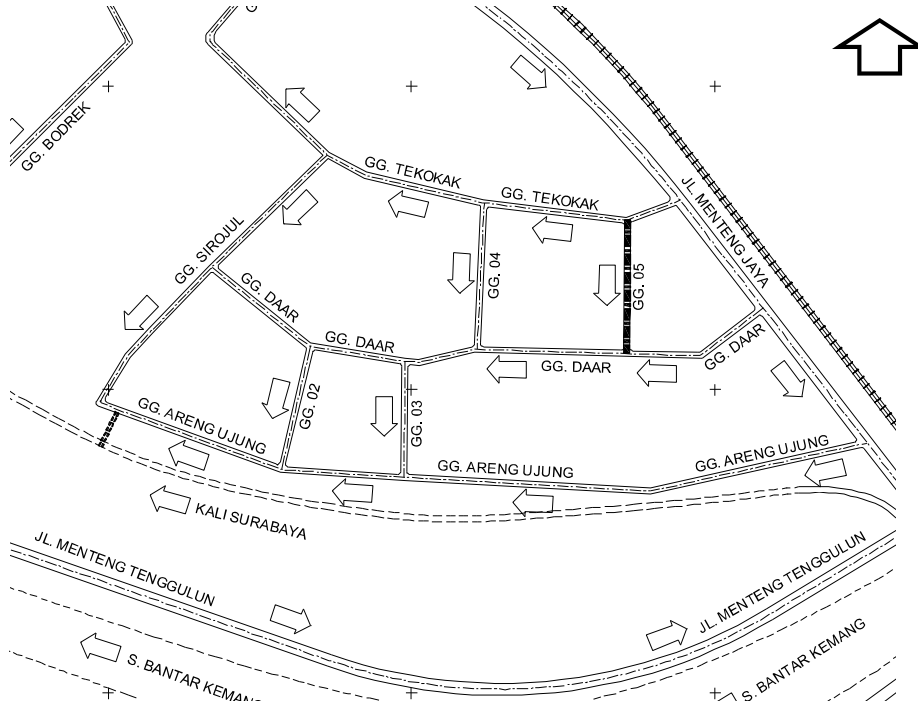 GG. BODREK
GG. TEKOKAK
GG. TEKOKAK
JL. MENTENG JAYA
GG. SIROJUL
GG. 04
GG. 05
GG. DAAR
GG. DAAR
GG. DAAR
GG. DAAR
GG. 02
GG. 03
GG. ARENG UJUNG
GG. ARENG UJUNG
GG. ARENG UJUNG
KALI SURABAYA
JL. MENTENG TENGGULUN
JL. MENTENG TENGGULUN
S. BANTAR KEMANG
S. BANTAR KEMANG